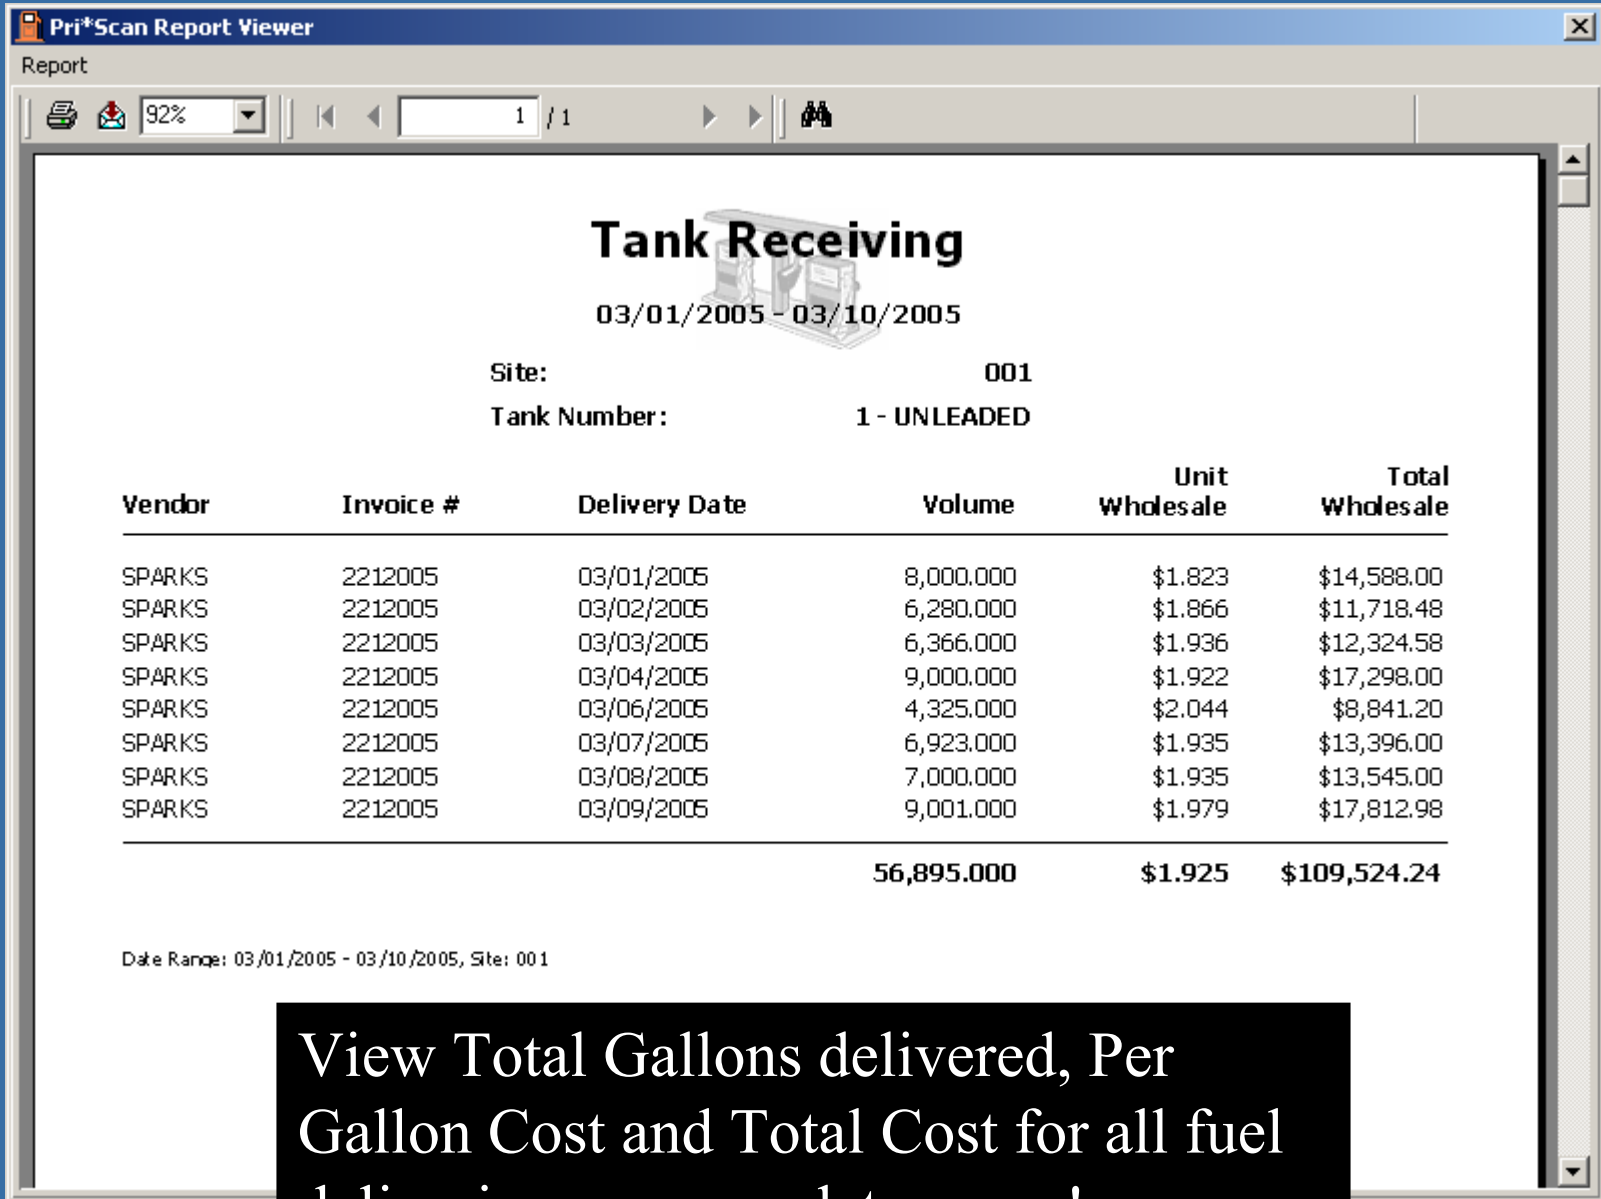 Pri*Scan Report Viewer
Report
92% 1 / 1
Tank Receiving
03/01/2005 - 03/10/2005
Site: 001
Tank Number: 1 - UNLEADED
Unit Total
Vendor Invoice # Delivery Date Volume Wholesale Wholesale
SPARKS 2212005 03/01/2005 8,000.000 $1.823 $14,588.00
SPARKS 2212005 03/02/2005 6,280.000 $1.866 $11,718.48
SPARKS 2212005 03/03/2005 6,366.000 $1.936 $12,324.58
SPARKS 2212005 03/04/2005 9,000.000 $1.922 $17,298.00
SPARKS 2212005 03/06/2005 4,325.000 $2.044 $8,841.20
SPARKS 2212005 03/07/2005 6,923.000 $1.935 $13,396.00
SPARKS 2212005 03/08/2005 7,000.000 $1.935 $13,545.00
SPARKS 2212005 03/09/2005 9,001.000 $1.979 $17,812.98
56,895.000 $1.925 $109,524.24
Date Range: 03/01/2005 - 03/10/2005, Site: 001
View Total Gallons delivered, Per
Gallon Cost and Total Cost for all fuel